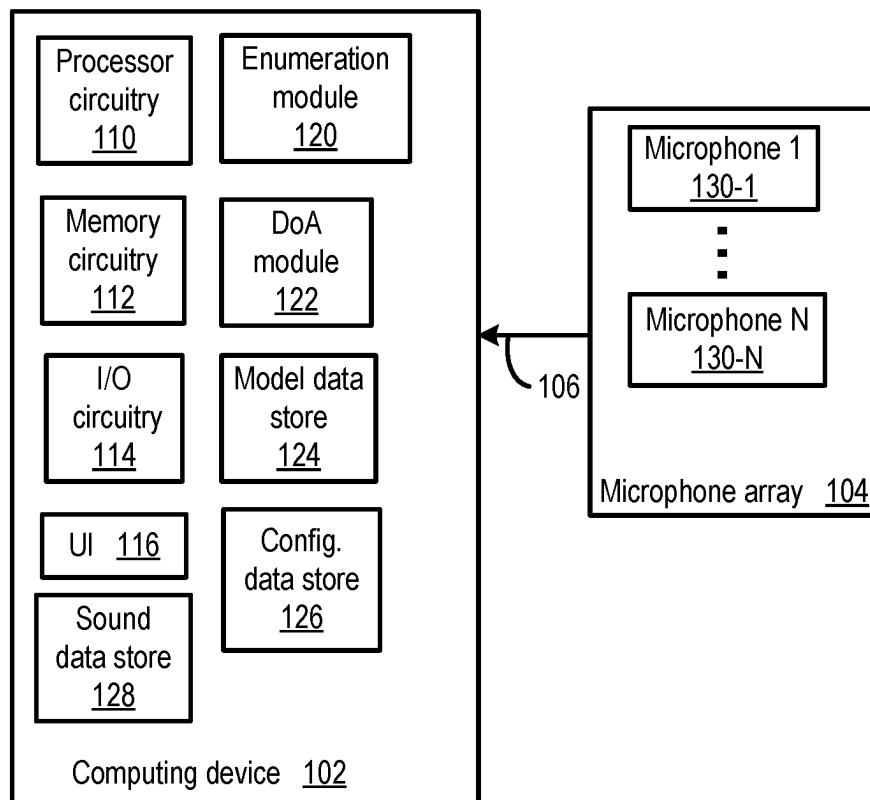 Processor
circuitry
110
Enumeration
module
120
Memory
circuitry
112
DoA
module
122
I/O
circuitry
114
Model data
store
124
UI 116
Config.
data store
126
Sound
data store
128
Computing device 102
106
Microphone 1
130-1
Microphone N
130-N
Microphone array 104